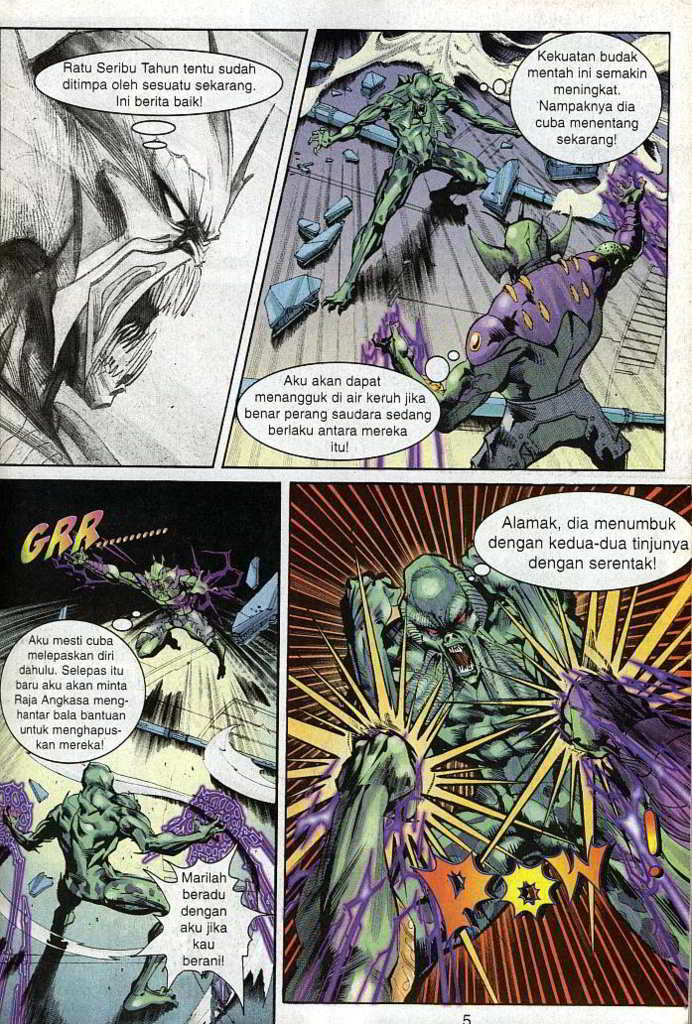 Ratu Seribu Tahun tentu sudah
ditimpa oleh sesuatu sekarang.
Ini berita baik!
Kekuatan budak
mentah ini semakin
meningkat.
Nampaknya dia
cuba menentang
sekarang!
Aku akan dapat
menangguk di air keruh jika
benar perang saudara sedang
berlaku antara mereka
itu!
GRR..........
Aku mesti cuba
melepaskan diri
dahulu. Selepas itu
baru aku akan minta
Raja Angkasa meng-
hantar bala bantuan
untuk menghapus-
kan mereka!
Marilah
beradu
dengan
aku jika
kau
berani!
Alamak, dia menumbuk
dengan kedua-dua tinjunya
dengan serentak!
POW!
5